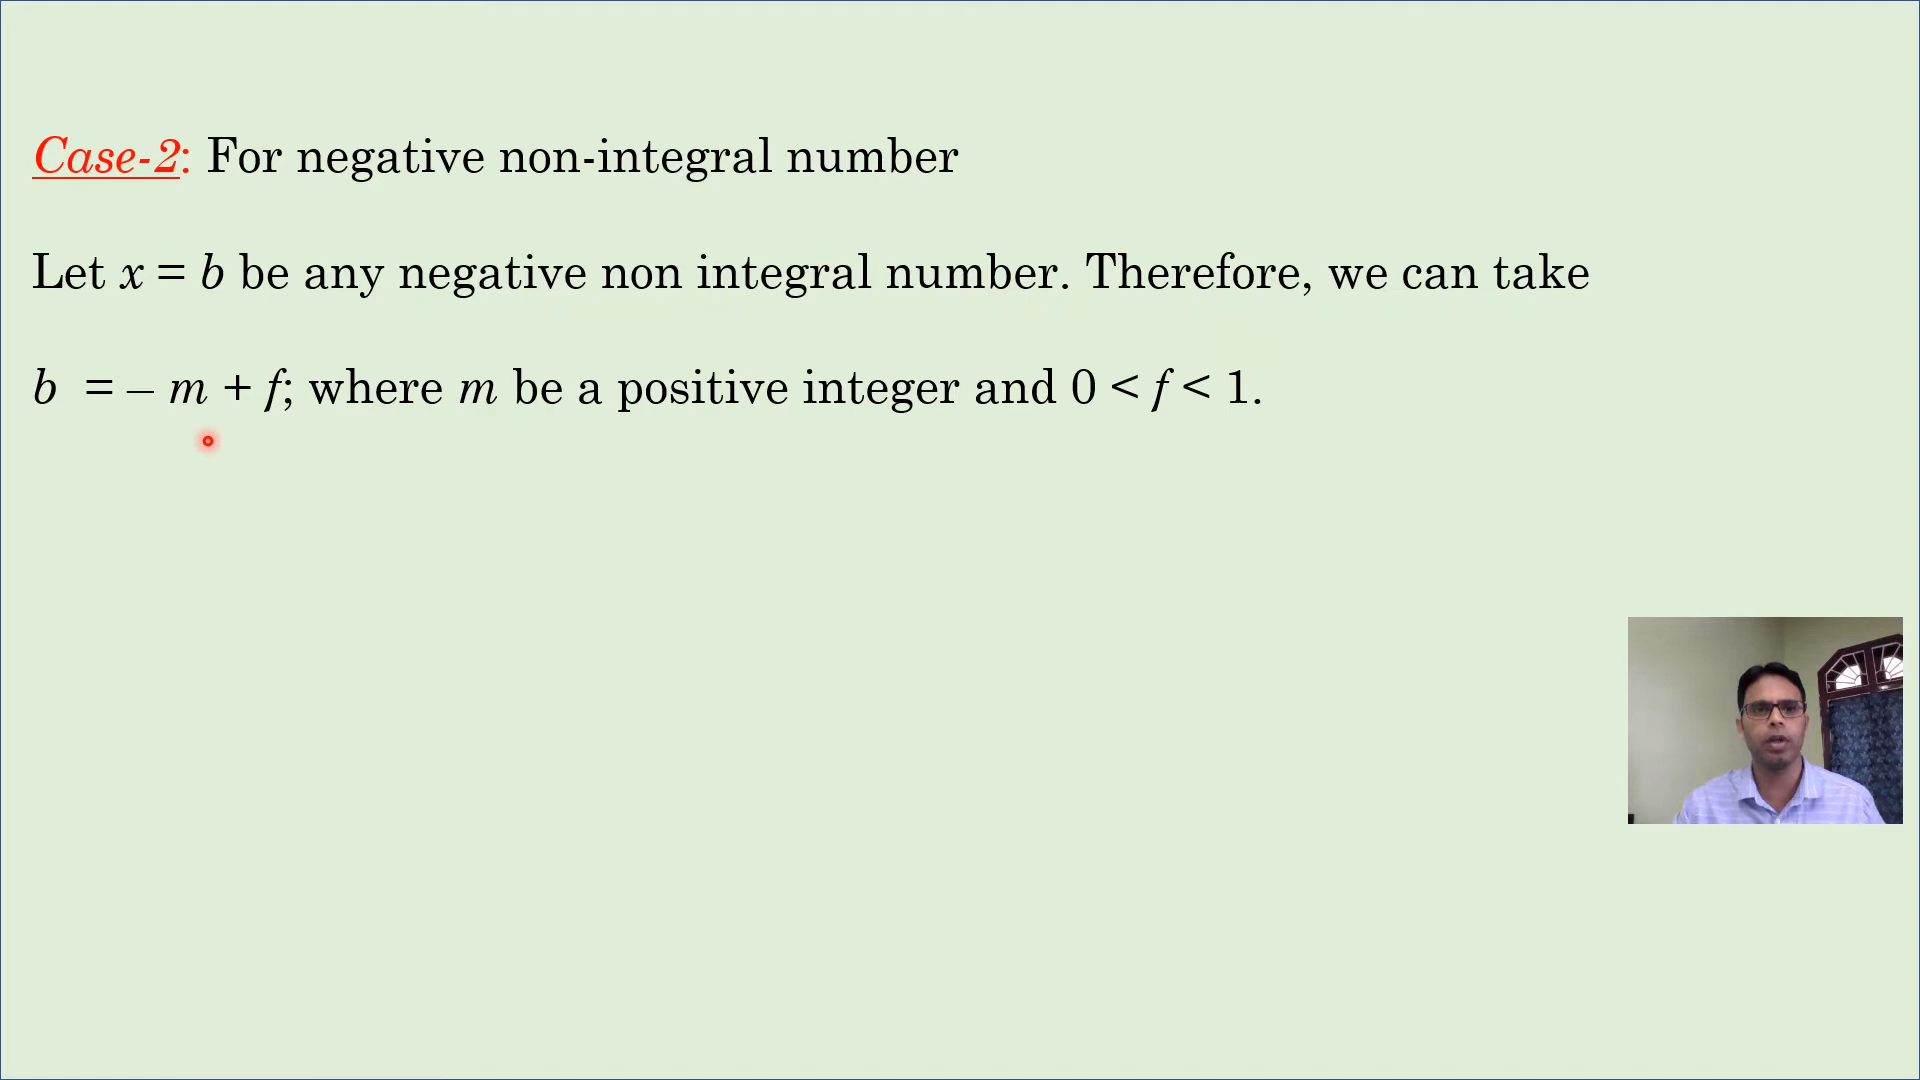 Case-2: For negative non-integral number
Let x = b be any negative non integral number. Therefore, we can take
b = – m + f; where m be a positive integer and 0 < f < 1.